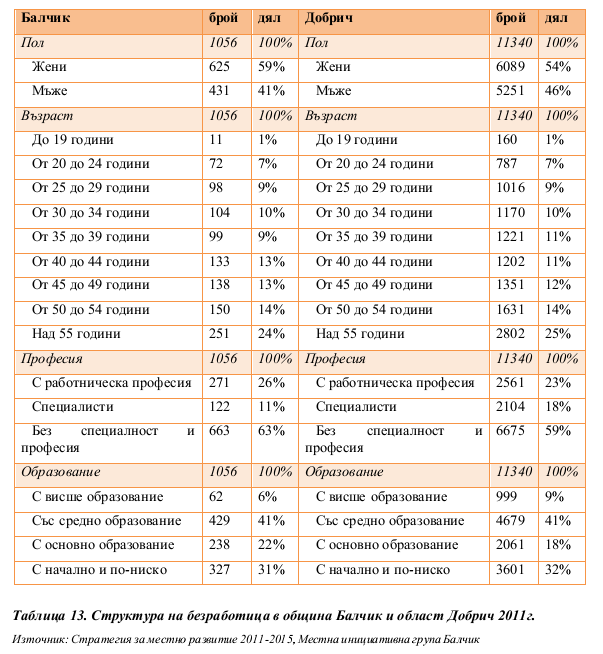 Балчик брой дял Добрич брой дял
Пол 1056 100% Пол 11340 100%
Жени 625 59% Жени 6089 54%
Мъже 431 41% Мъже 5251 46%
Възраст 1056 100% Възраст 11340 100%
До 19 години 11 1% До 19 години 160 1%
От 20 до 24 години 72 7% От 20 до 24 години 787 7%
От 25 до 29 години 98 9% От 25 до 29 години 1016 9%
От 30 до 34 години 104 10% От 30 до 34 години 1170 10%
От 35 до 39 години 99 9% От 35 до 39 години 1221 11%
От 40 до 44 години 133 13% От 40 до 44 години 1202 11%
От 45 до 49 години 138 13% От 45 до 49 години 1351 12%
От 50 до 54 години 150 14% От 50 до 54 години 1631 14%
Над 55 години 251 24% Над 55 години 2802 25%
Професия 1056 100% Професия 11340 100%
С работническа професия 271 26% С работническа професия 2561 23%
Специалисти 122 11% Специалисти 2104 18%
Без специалност и 663 63% Без специалност и 6675 59%
професия професия
Образование 1056 100% Образование 11340 100%
С висше образование 62 6% С висше образование 999 9%
Със средно образование 429 41% Със средно образование 4679 41%
С основно образование 238 22% С основно образование 2061 18%
С начално и по-ниско 327 31% С начално и по-ниско 3601 32%
Таблица 13. Структура на безработица в община Балчик и област Добрич 2011г.
Източник: Стратегия за местно развитие 2011-2015, Местна инициативна група Балчик